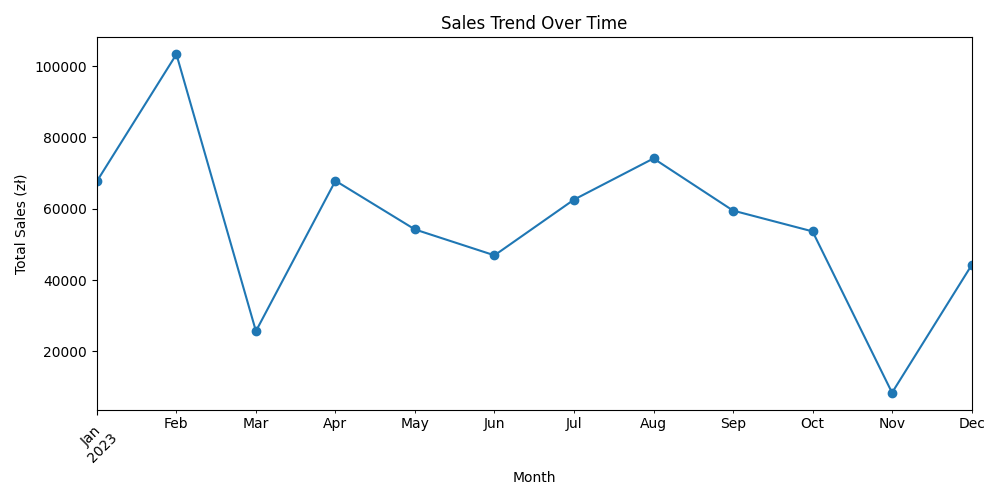 Sales Trend Over Time
Total Sales (zł)
100000
80000
60000
40000
20000
Jan
2023
Feb
Mar
Apr
May
Jun
Jul
Aug
Sep
Oct
Nov
Dec
Month